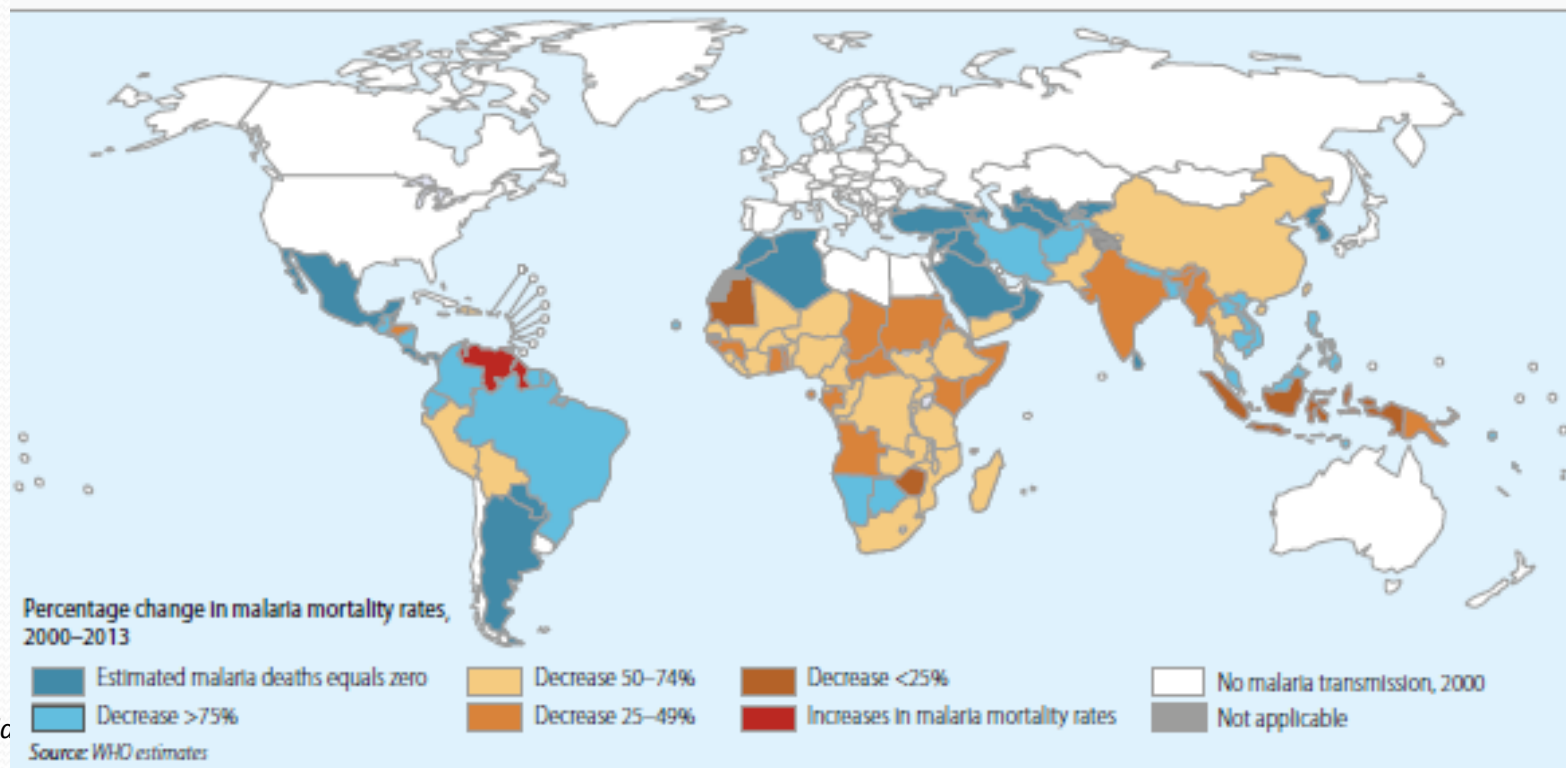 Percentage change in malaria mortality rates,
2000–2013
Estimated malaria deaths equals zero
Decrease >75%
Decrease 50–74%
Decrease 25–49%
Decrease <25%
Increases in malaria mortality rates
No malaria transmission, 2000
Not applicable
Source: WHO estimates